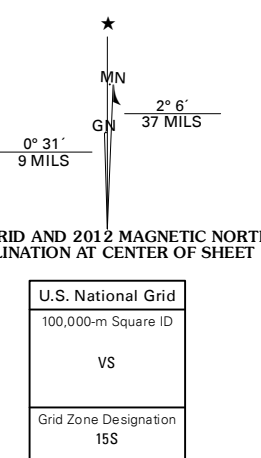 ★
MN
GN
2° 6´
37 MILS
0° 31´
9 MILS
RID AND 2012 MAGNETIC NORT
LINATION AT CENTER OF SHEET
U.S. National Grid
100,000-m Square ID
VS
Grid Zone Designation
15S